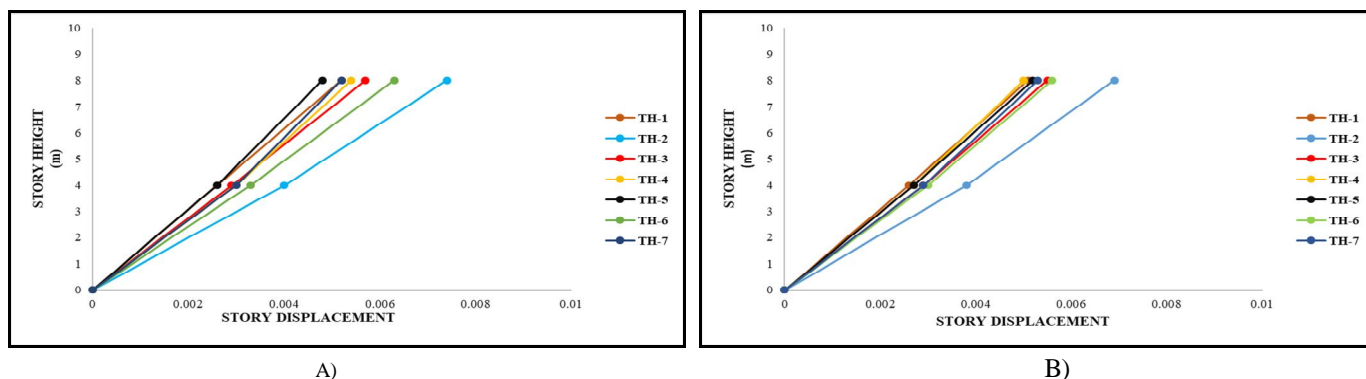 10
9
8
7
6
5
4
3
2
1
0
STORY HEIGHT
(m)
0 0.002 0.004 0.006 0.008 0.01
STORY DISPLACEMENT
TH-1
TH-2
TH-3
TH-4
TH-5
TH-6
TH-7
A)
10
9
8
7
6
5
4
3
2
1
0
STORY HEIGHT
(m)
0 0.002 0.004 0.006 0.008 0.01
STORY DISPLACEMENT
TH-1
TH-2
TH-3
TH-4
TH-5
TH-6
TH-7
B)